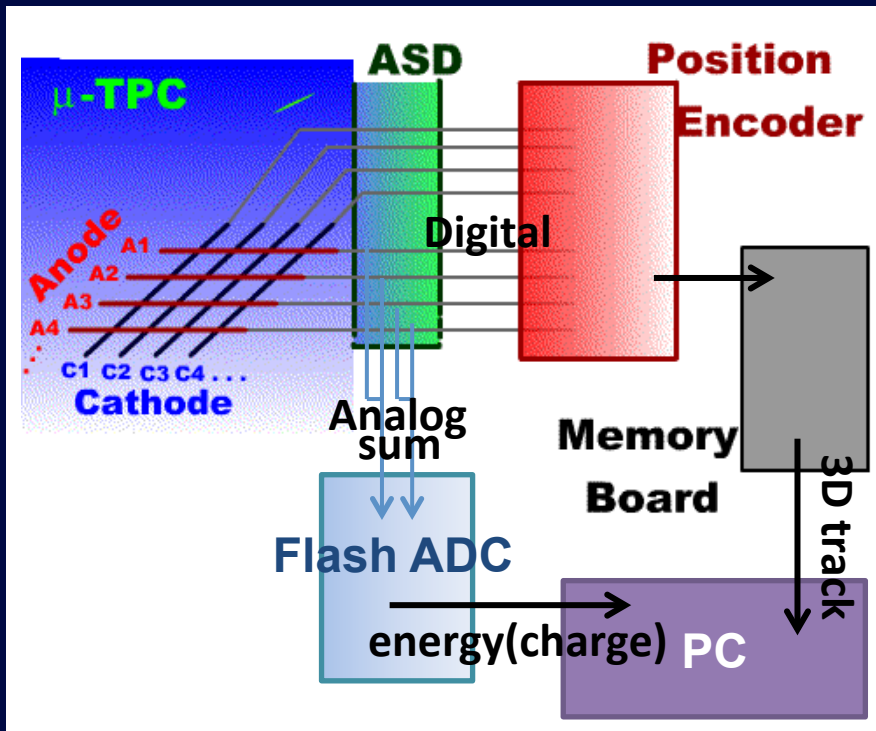 μ-TPC
ASD
Position
Encoder
Digital
Anode
A1
A2
A3
A4
...
C1 C2 C3 C4 ...
Cathode
Analog
sum
Memory
Board
3D track
Flash ADC
energy(charge)
PC